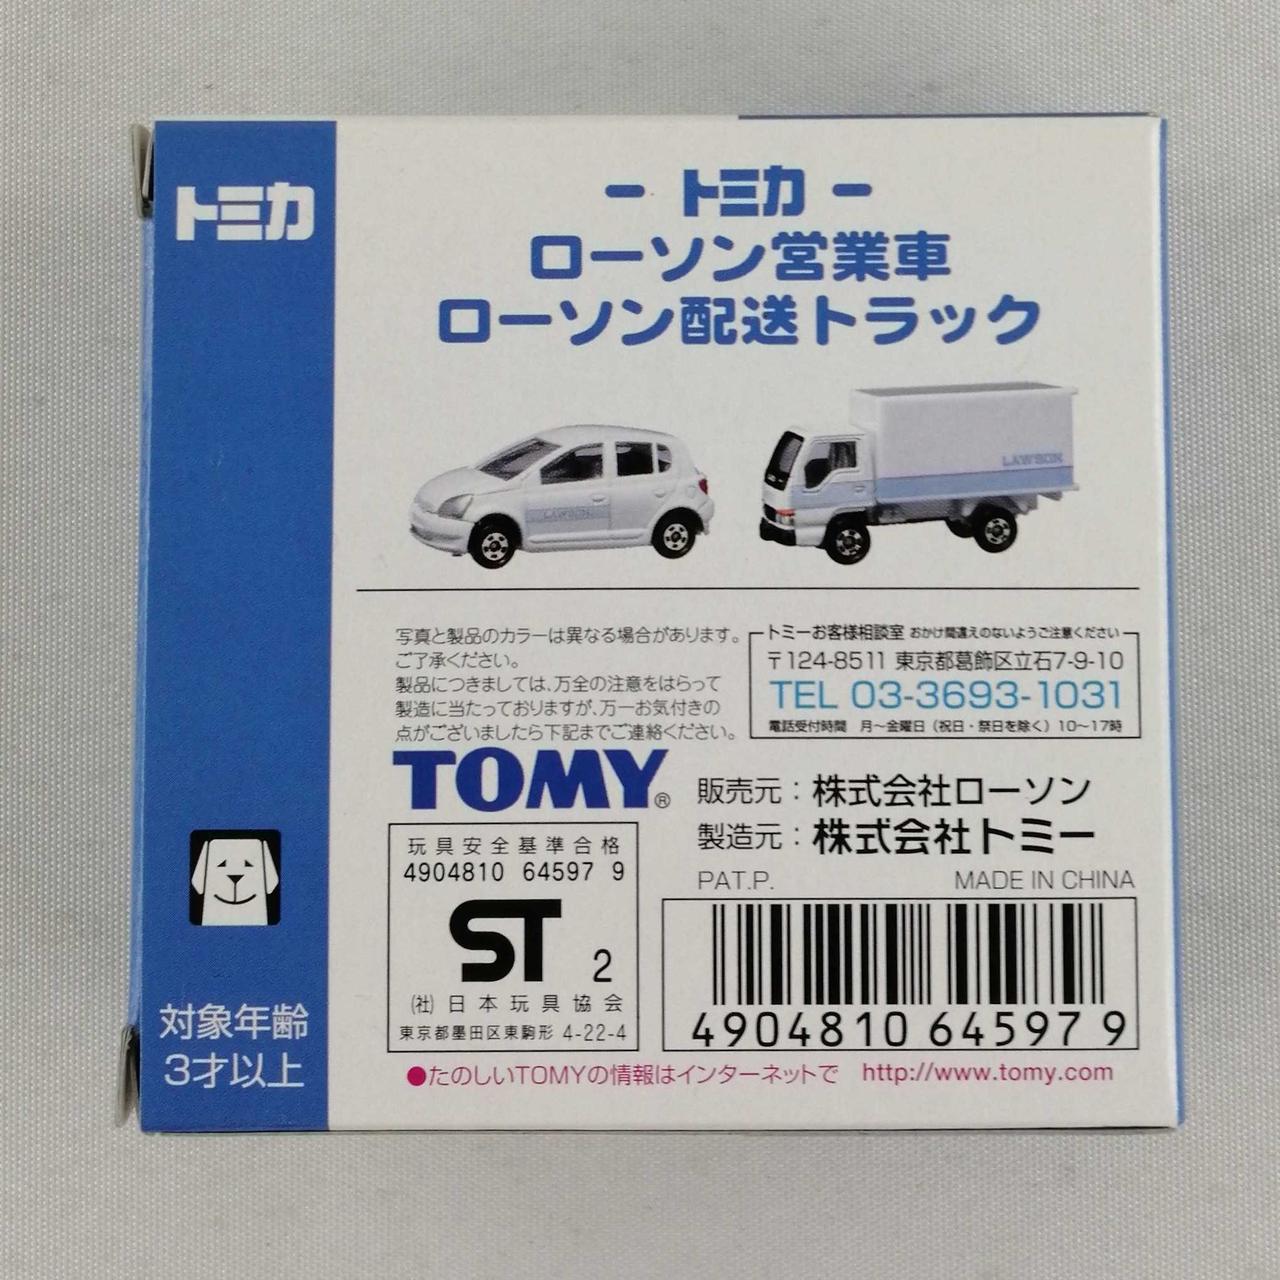 トミカ
- トミカ -
ローソン営業車
ローソン配送トラック
LAWSON
LAWSON
写真と製品のカラーは異なる場合があります。
ご了承ください。
製品につきましては、万全の注意をはらって
製造に当たっておりますが、万一お気付きの
点がございましたら下記までご連絡ください。
トミーお客様相談室 おかけ間違えのないようご注意ください
〒124-8511 東京都葛飾区立石7-9-10
TEL 03-3693-1031
電話受付時間 月〜金曜日（祝日・祭日を除く）10〜17時
TOMY®
販売元：株式会社ローソン
製造元：株式会社トミー
PAT.P. MADE IN CHINA
玩具安全基準合格
4904810 64597 9
ST 2
(社)日本玩具協会
東京都墨田区東駒形 4-22-4
4904810 645979
対象年齢
3才以上
●たのしいTOMYの情報はインターネットで http://www.tomy.com